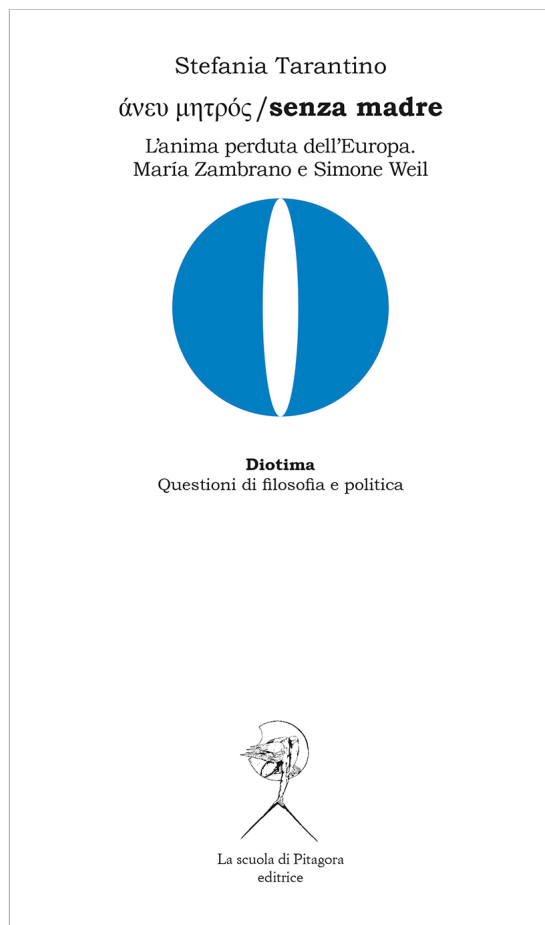 Stefania Tarantino
άνευ μητρός/senza madre
L'anima perduta dell'Europa.
María Zambrano e Simone Weil
Diotima
Questioni di filosofia e politica
La scuola di Pitagora
editrice